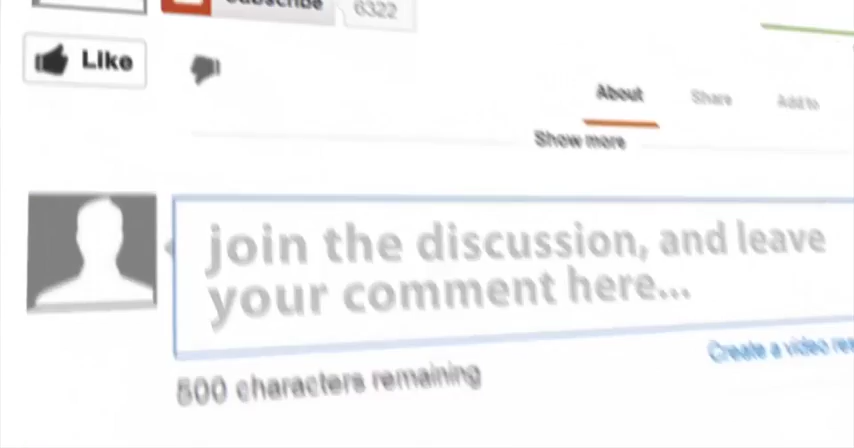 Subscribe 6322
Like
About Share Add to
Show more
join the discussion, and leave
your comment here...
500 characters remaining
Create a video